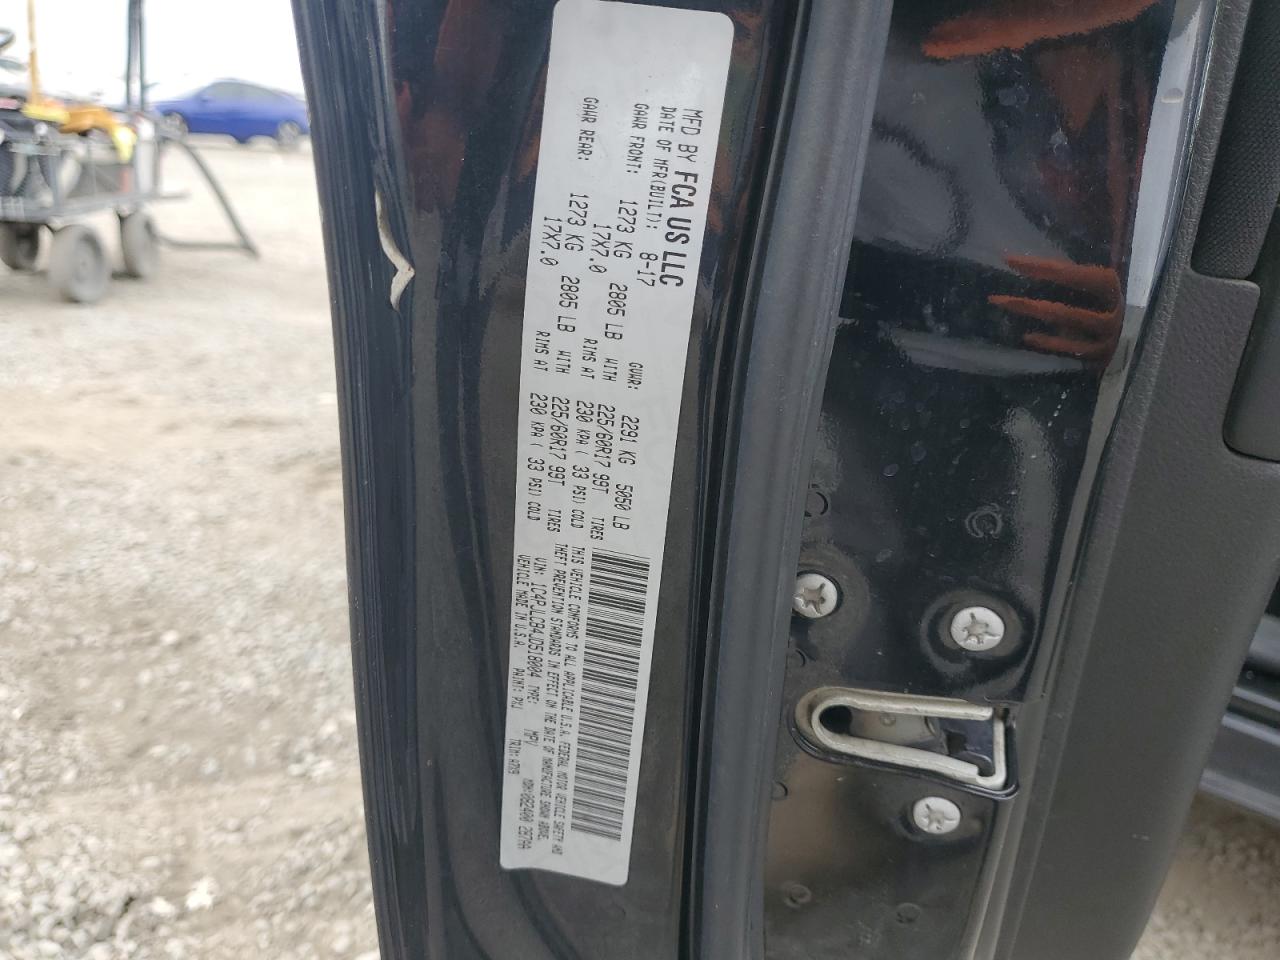 MFD BY FCA US LLC
DATE OF MFR(BUILT): 8-17 GVWR: 2291 KG 5050 LB
GAWR FRONT: 1273 KG 2805 LB WITH 225/60R17 99T TIRES
17X7.0 RIMS AT 230 KPA ( 33 PSI) COLD
GAWR REAR: 1273 KG 2805 LB WITH 225/60R17 99T TIRES
17X7.0 RIMS AT 230 KPA ( 33 PSI) COLD
THIS VEHICLE CONFORMS TO ALL APPLICABLE U.S.A. FEDERAL MOTOR VEHICLE SAFETY AND
THEFT PREVENTION STANDARDS IN EFFECT ON THE DATE OF MANUFACTURE SHOWN ABOVE.
VIN: 1C4PJLCB4JD518004 TYPE: MPV
VEHICLE MADE IN U.S.A. PAINT: PXJ TRIM: A7X9